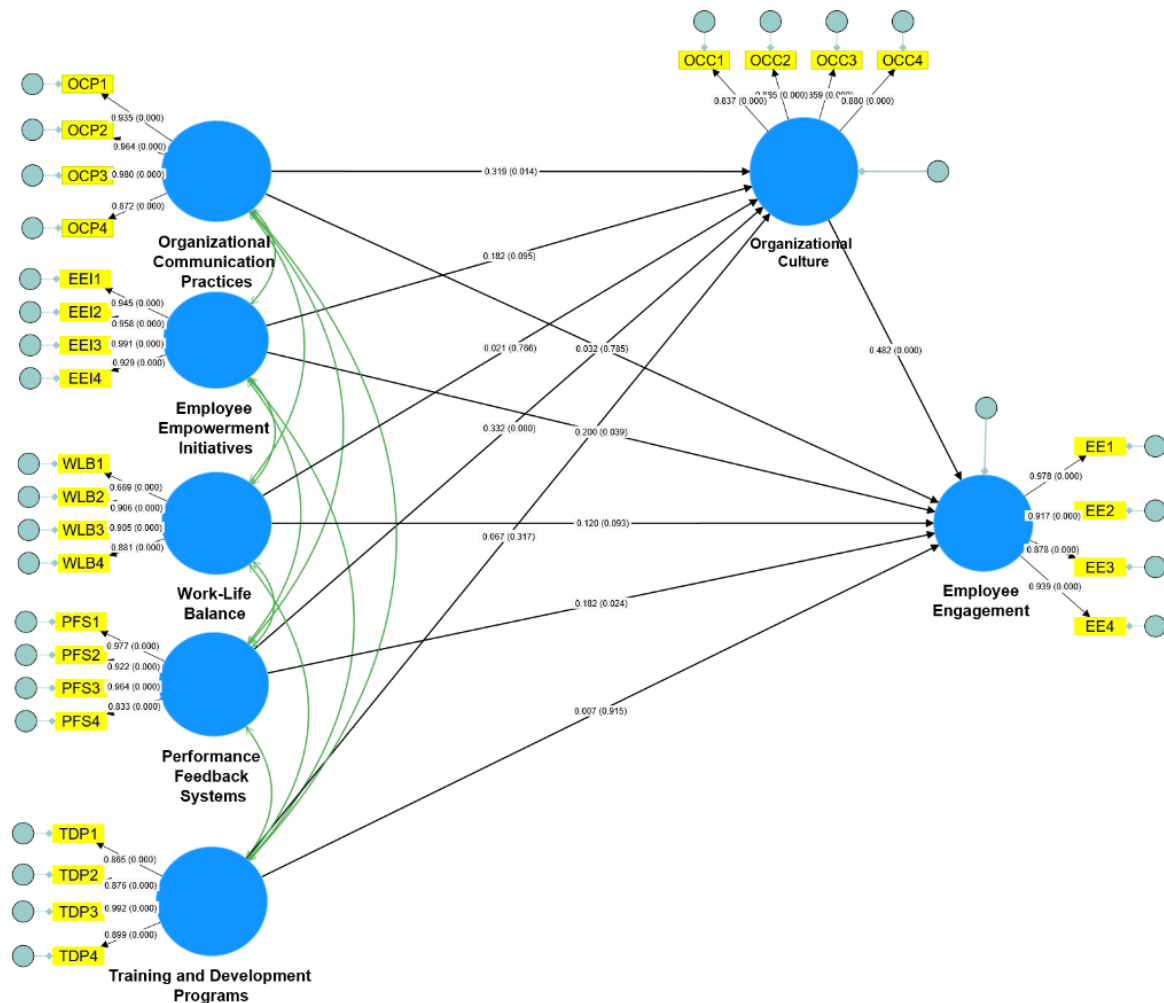 OCC1 OCC2 OCC3 OCC4
0.837 (0.000) 0.880 (0.000)
OCP1
0.935 (0.000)
OCP2
0.964 (0.000)
OCP3
0.980 (0.000)
0.872 (0.000)
OCP4
Organizational
Communication
Practices
0.319 (0.014)
Organizational
Culture
EEI1
0.945 (0.000)
EEI2
0.958 (0.000)
EEI3
0.991 (0.000)
0.929 (0.000)
EEI4
Employee
Empowerment
Initiatives
0.182 (0.095)
0.021 (0.766)
0.032 (0.785)
0.482 (0.000)
0.332 (0.000)
0.200 (0.039)
WLB1
0.669 (0.000)
WLB2
0.906 (0.000)
WLB3
0.905 (0.000)
0.881 (0.000)
WLB4
Work-Life
Balance
0.120 (0.093)
0.067 (0.317)
EE1
0.978 (0.000)
EE2
0.917 (0.000)
0.878 (0.000)
EE3
0.939 (0.000)
EE4
Employee
Engagement
PFS1
0.977 (0.000)
PFS2
0.922 (0.000)
PFS3
0.964 (0.000)
0.833 (0.000)
PFS4
Performance
Feedback
Systems
0.182 (0.024)
0.007 (0.915)
TDP1
0.865 (0.000)
TDP2
0.876 (0.000)
TDP3
0.992 (0.000)
0.899 (0.000)
TDP4
Training and Development
Programs